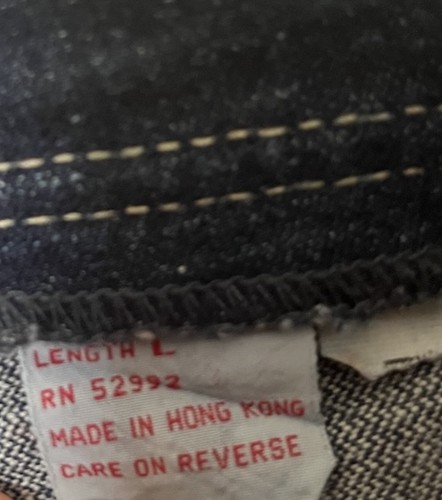 LENGTH L
RN 52992
MADE IN HONG KONG
CARE ON REVERSE